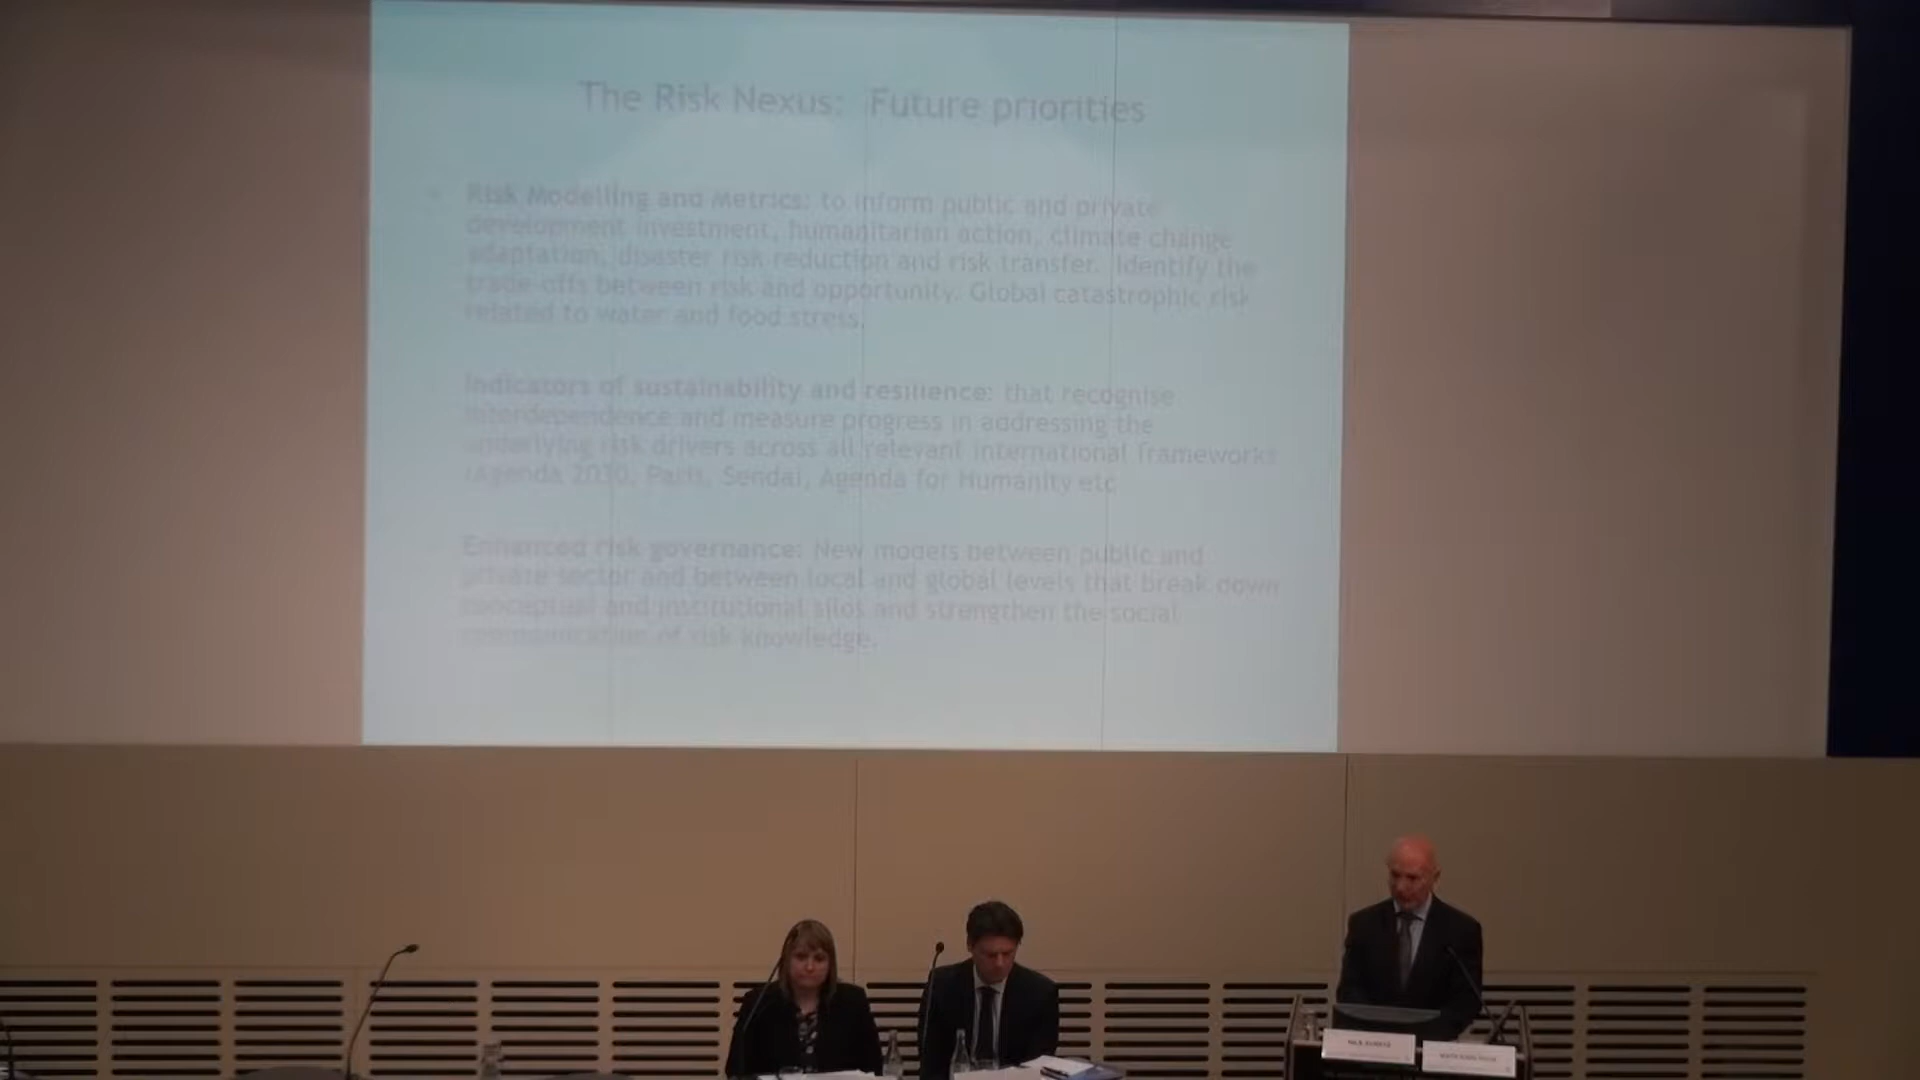 The Risk Nexus: Future priorities
Risk Modelling and Metrics: to inform public and private
development investment, humanitarian action, climate change
adaptation, disaster risk reduction and risk transfer. Identify the
trade-offs between risk and opportunity. Global catastrophic risk
related to water and food stress.
Indicators of sustainability and resilience: that recognise
interdependence and measure progress in addressing the
underlying risk drivers across all relevant international frameworks
(Agenda 2030, Paris, Sendai, Agenda for Humanity etc
Enhanced risk governance: New models between public and
private sector and between local and global levels that break down
conceptual and institutional silos and strengthen the social
communication of risk knowledge.